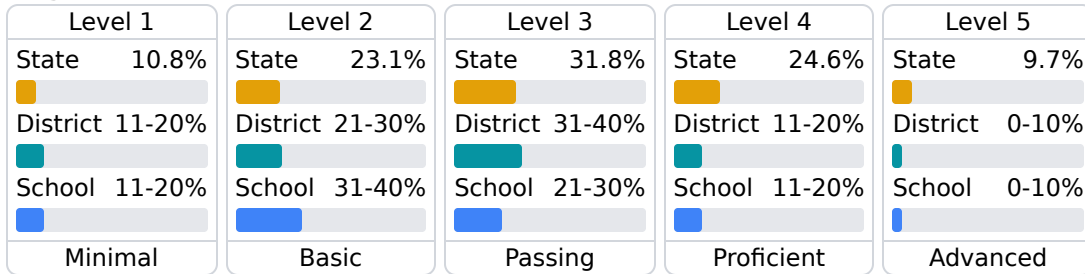 Level 1
State 10.8%
District 11-20%
School 11-20%
Minimal
Level 2
State 23.1%
District 21-30%
School 31-40%
Basic
Level 3
State 31.8%
District 31-40%
School 21-30%
Passing
Level 4
State 24.6%
District 11-20%
School 11-20%
Proficient
Level 5
State 9.7%
District 0-10%
School 0-10%
Advanced